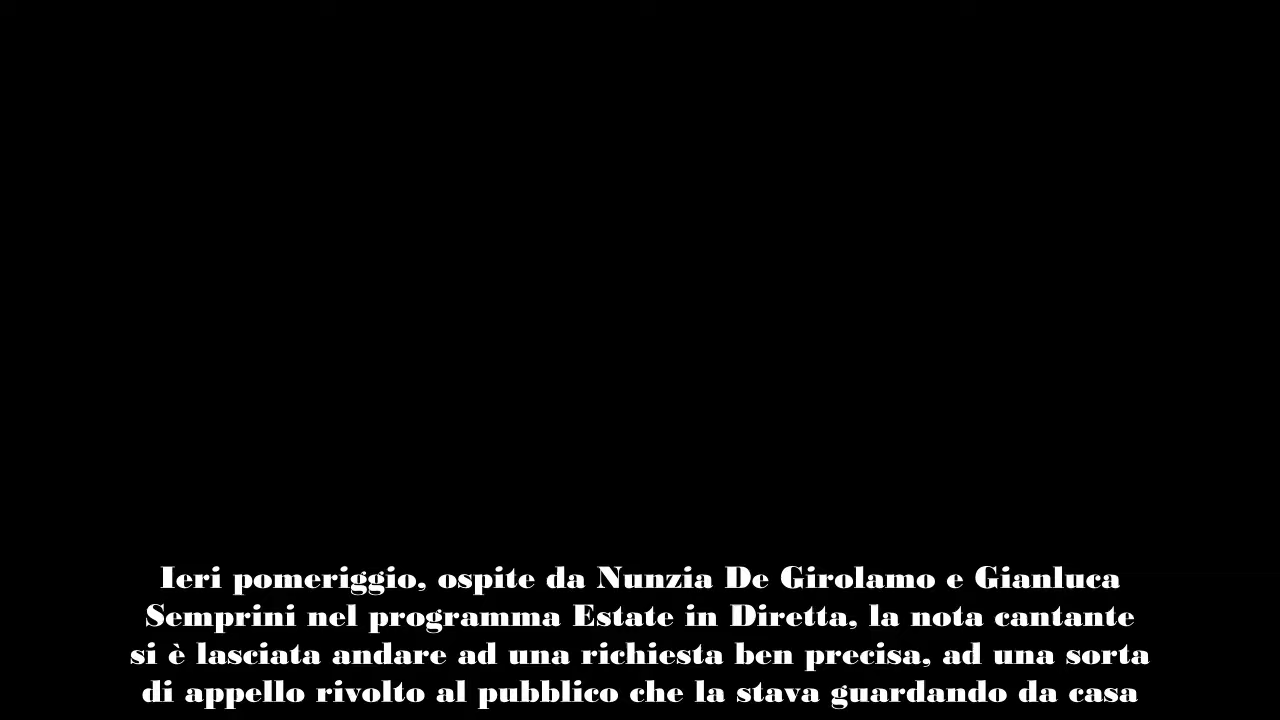 Ieri pomeriggio, ospite da Nunzia De Girolamo e Gianluca
Semprini nel programma Estate in Diretta, la nota cantante
si è lasciata andare ad una richiesta ben precisa, ad una sorta
di appello rivolto al pubblico che la stava guardando da casa